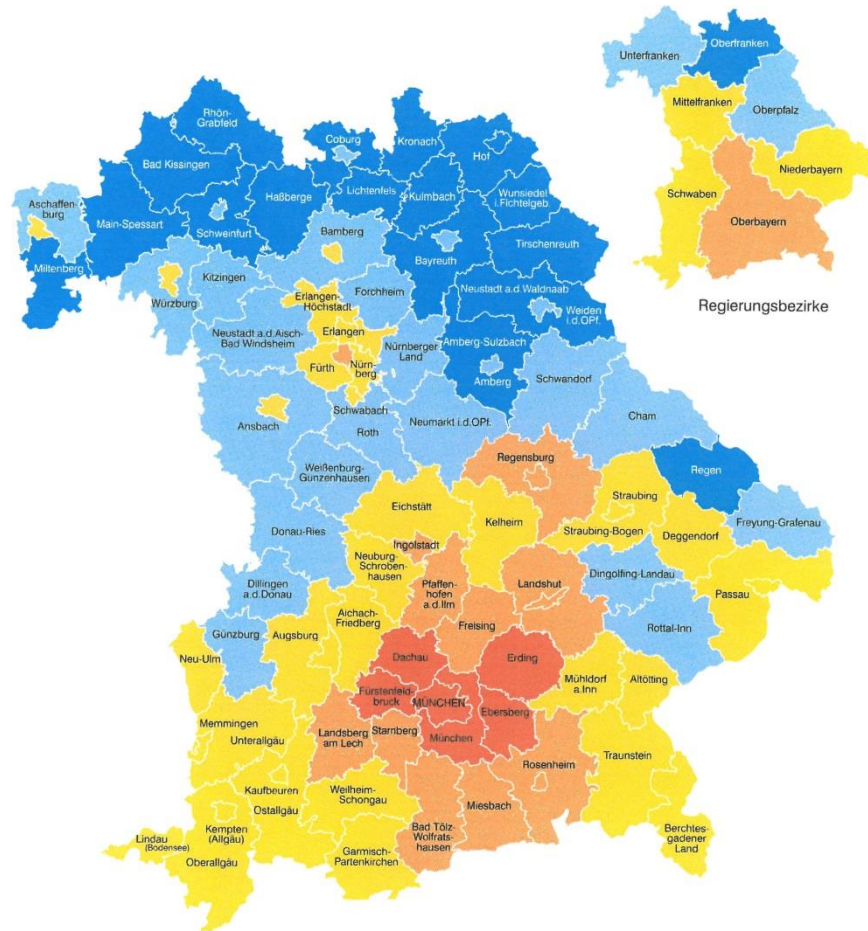 Unterfranken
Oberfranken
Mittelfranken
Oberpfalz
Niederbayern
Schwaben
Oberbayern
Regierungsbezirke
Rhön-
Grabfeld
Coburg
Kronach
Hof
Bad Kissingen
Haßberge
Lichtenfels
Kulmbach
Wunsiedel
i.Fichtelgeb.
Aschaffen-
burg
Main-Spessart
Schweinfurt
Bamberg
Bayreuth
Tirschenreuth
Miltenberg
Würzburg
Kitzingen
Erlangen-
Höchstadt
Forchheim
Neustadt a.d.Waldnaab
Weiden
i.d.OPf.
Neustadt a.d.Aisch-
Bad Windsheim
Erlangen
Fürth
Nürn-
berg
Nürnberger
Land
Amberg-Sulzbach
Amberg
Schwandorf
Cham
Ansbach
Schwabach
Roth
Neumarkt i.d.OPf.
Weißenburg-
Gunzenhausen
Regensburg
Regen
Eichstätt
Kelheim
Straubing
Straubing-Bogen
Deggendorf
Freyung-Grafenau
Donau-Ries
Ingolstadt
Neuburg-
Schroben-
hausen
Pfaffen-
hofen
a.d.Ilm
Landshut
Dingolfing-Landau
Passau
Dillingen
a.d.Donau
Aichach-
Friedberg
Freising
Rottal-Inn
Günzburg
Augsburg
Neu-Ulm
Dachau
Erding
Mühldorf
a.Inn
Altötting
Fürstenfeld-
bruck
MÜNCHEN
Ebersberg
München
Memmingen
Unterallgäu
Landsberg
am Lech
Starnberg
Rosenheim
Traunstein
Kaufbeuren
Ostallgäu
Weilheim-
Schongau
Miesbach
Bad Tölz-
Wolfrats-
hausen
Berchtes-
gadener
Land
Lindau
(Bodensee)
Kempten
(Allgäu)
Oberallgäu
Garmisch-
Partenkirchen